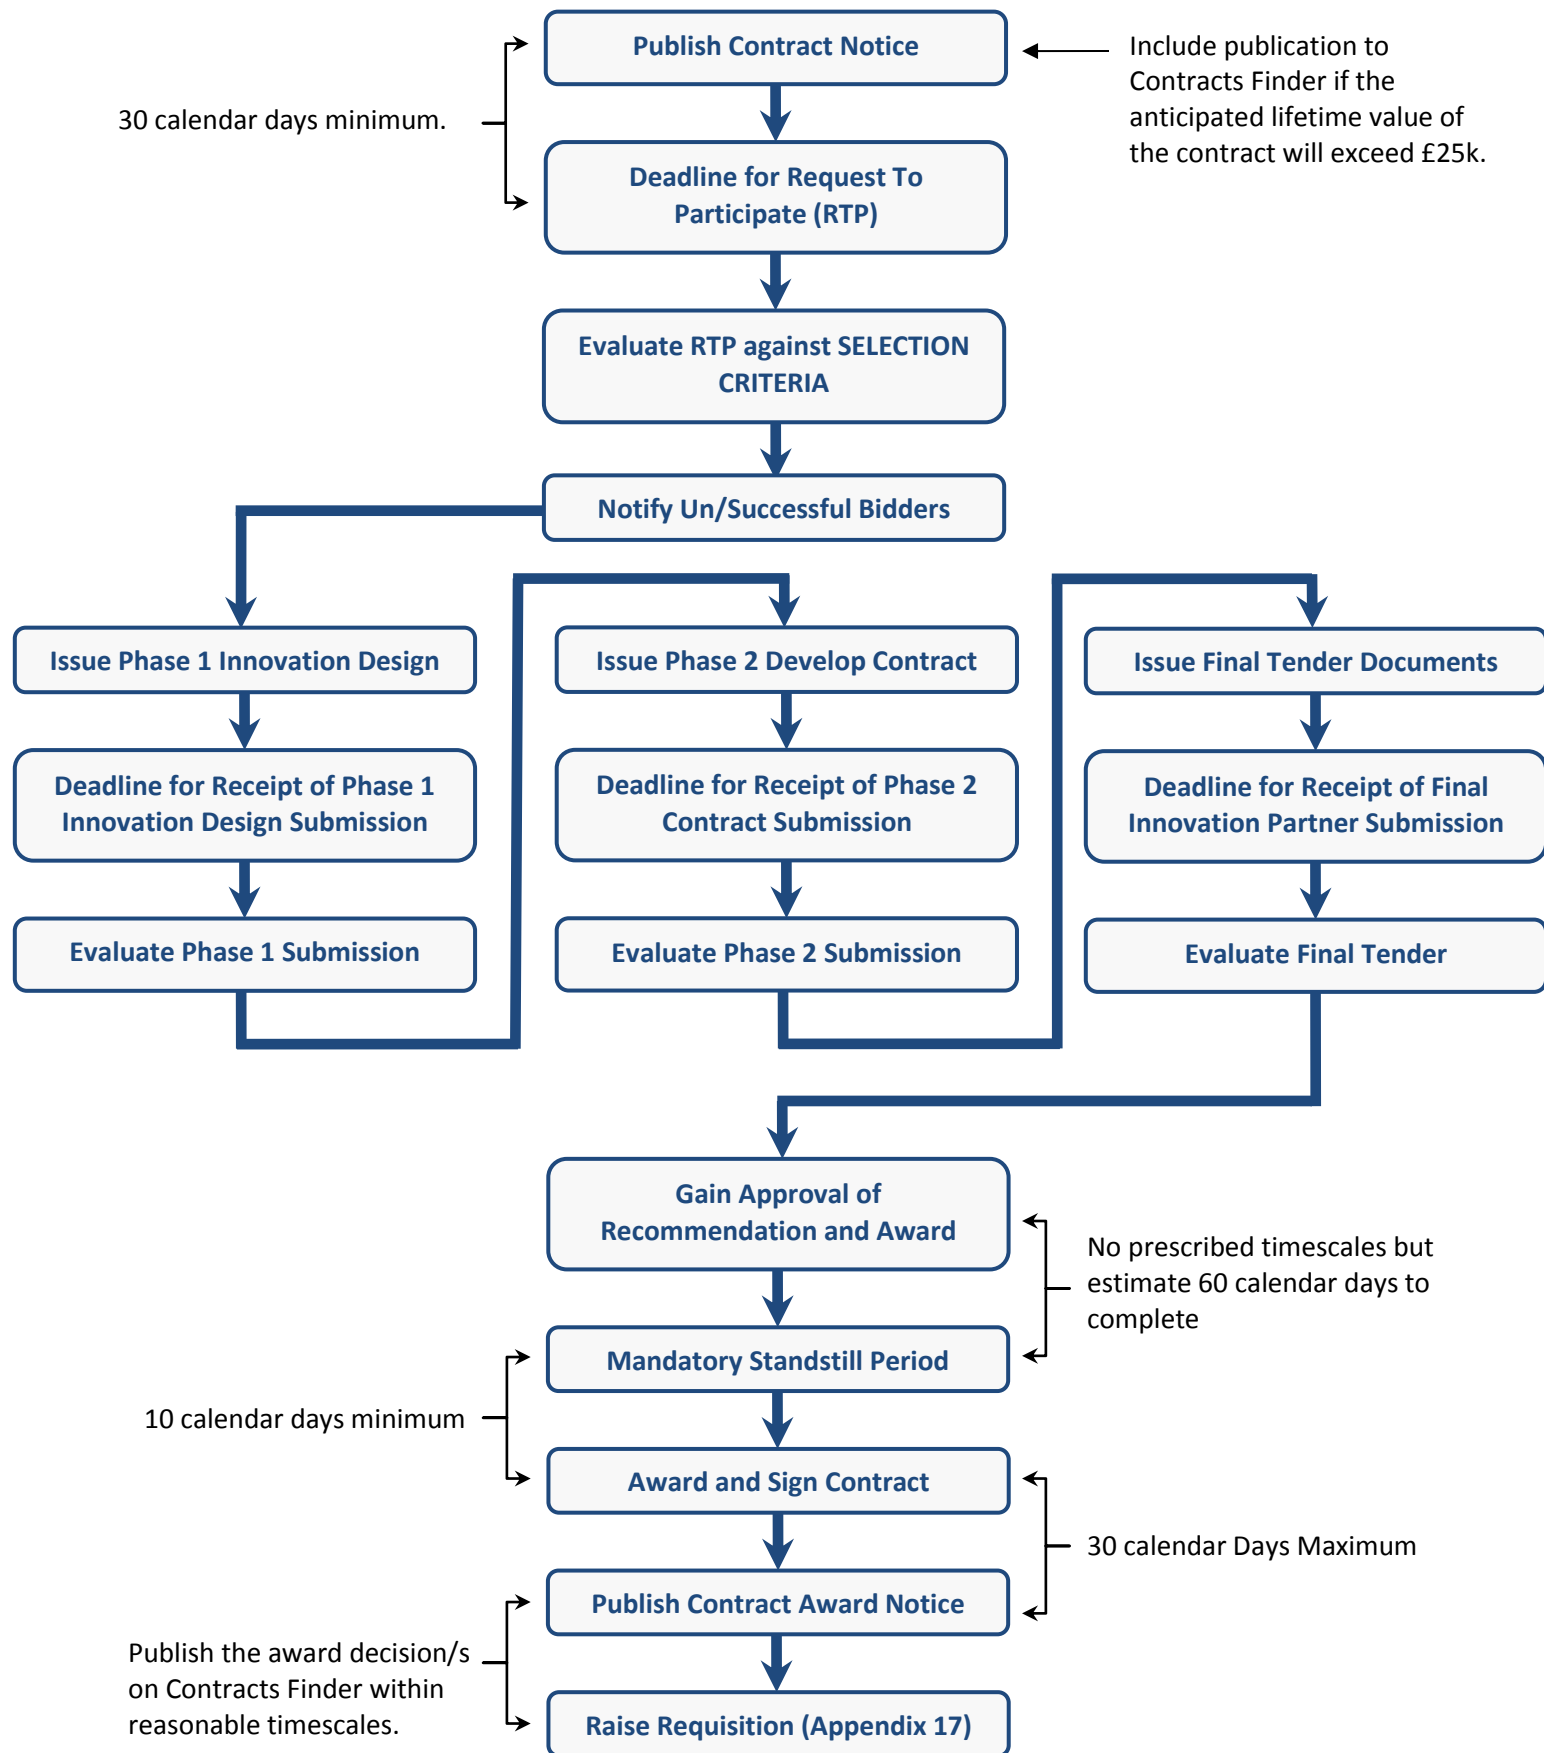 Publish Contract Notice
Include publication to
Contracts Finder if the
anticipated lifetime value of
the contract will exceed £25k.
30 calendar days minimum.
Deadline for Request To
Participate (RTP)
Evaluate RTP against SELECTION
CRITERIA
Notify Un/Successful Bidders
Issue Phase 1 Innovation Design
Deadline for Receipt of Phase 1
Innovation Design Submission
Evaluate Phase 1 Submission
Issue Phase 2 Develop Contract
Deadline for Receipt of Phase 2
Contract Submission
Evaluate Phase 2 Submission
Issue Final Tender Documents
Deadline for Receipt of Final
Innovation Partner Submission
Evaluate Final Tender
Gain Approval of
Recommendation and Award
No prescribed timescales but
estimate 60 calendar days to
complete
Mandatory Standstill Period
10 calendar days minimum
Award and Sign Contract
30 calendar Days Maximum
Publish Contract Award Notice
Publish the award decision/s
on Contracts Finder within
reasonable timescales.
Raise Requisition (Appendix 17)